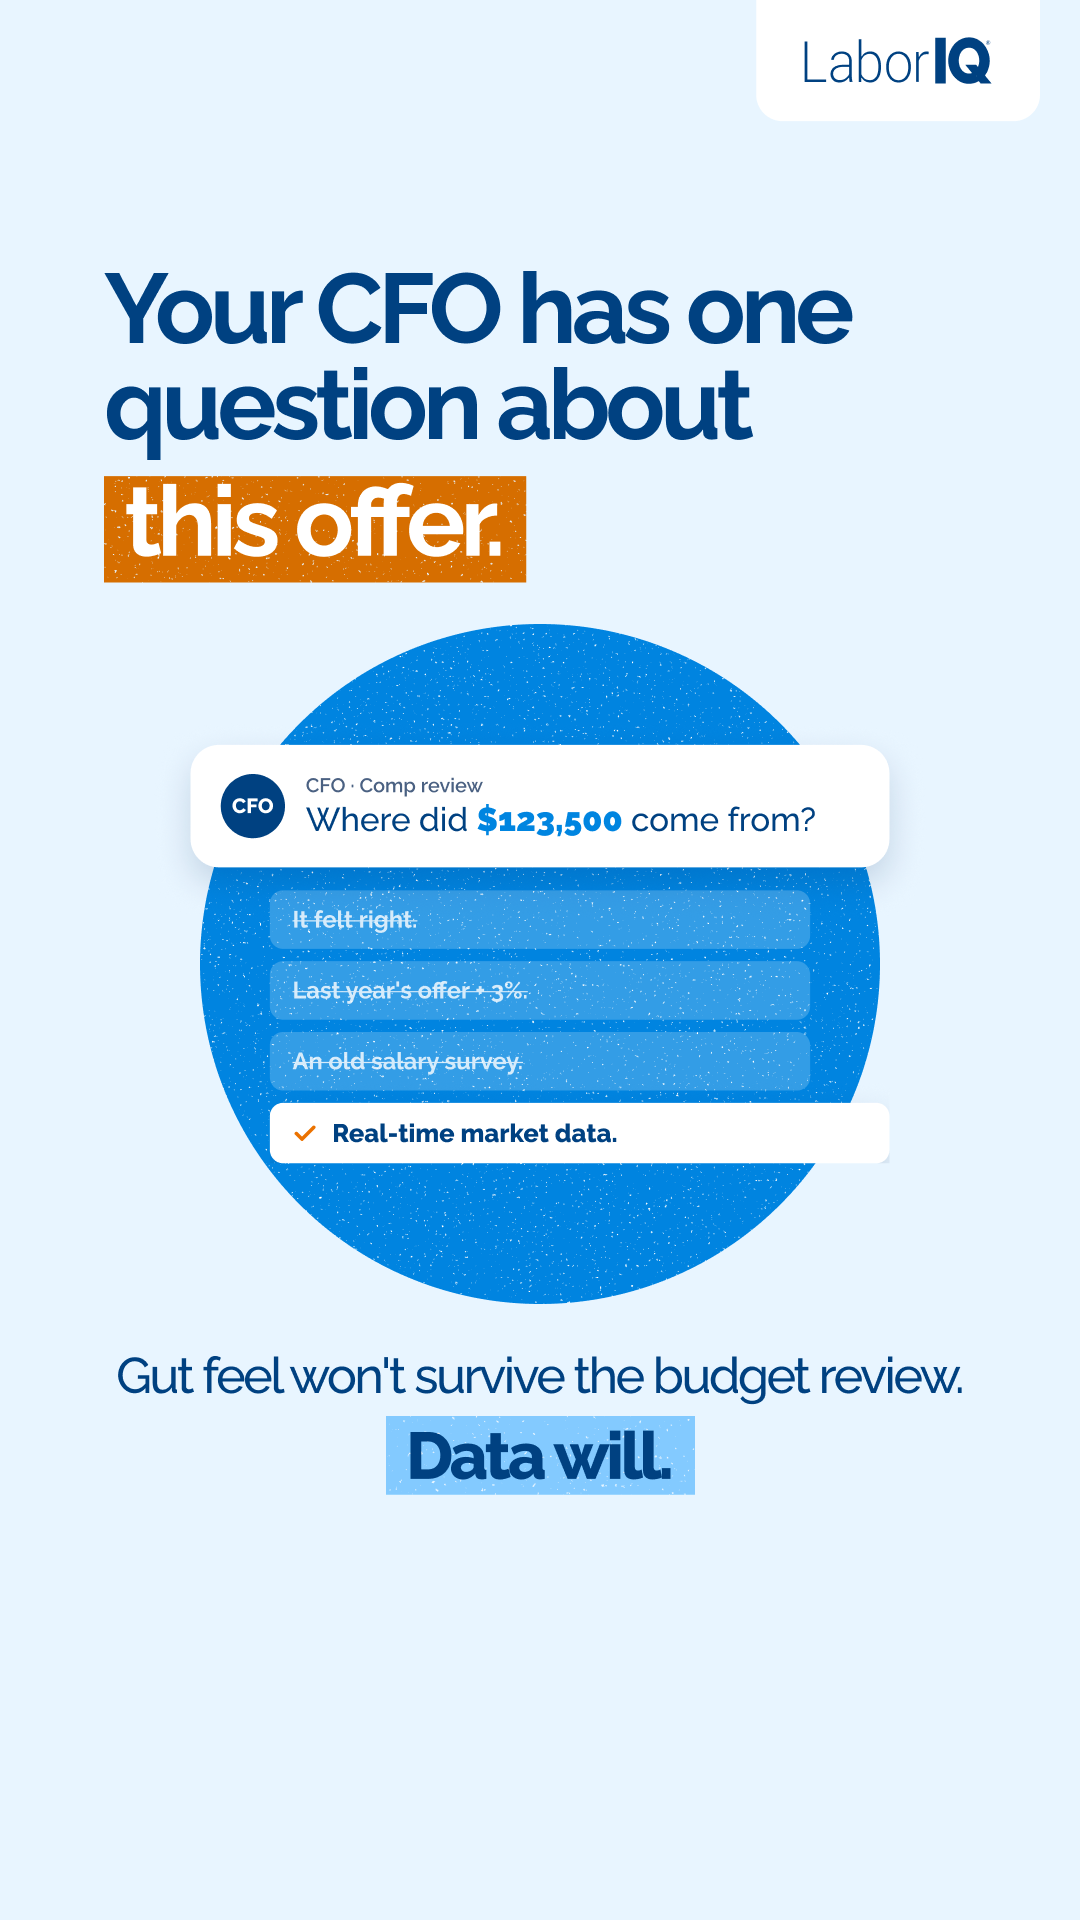 LaborIQ®
Your CFO has one
question about
this offer.
CFO
CFO · Comp review
Where did $123,500 come from?
It felt right.
Last year's offer + 3%.
An old salary survey.
Real-time market data.
Gut feel won't survive the budget review.
Data will.